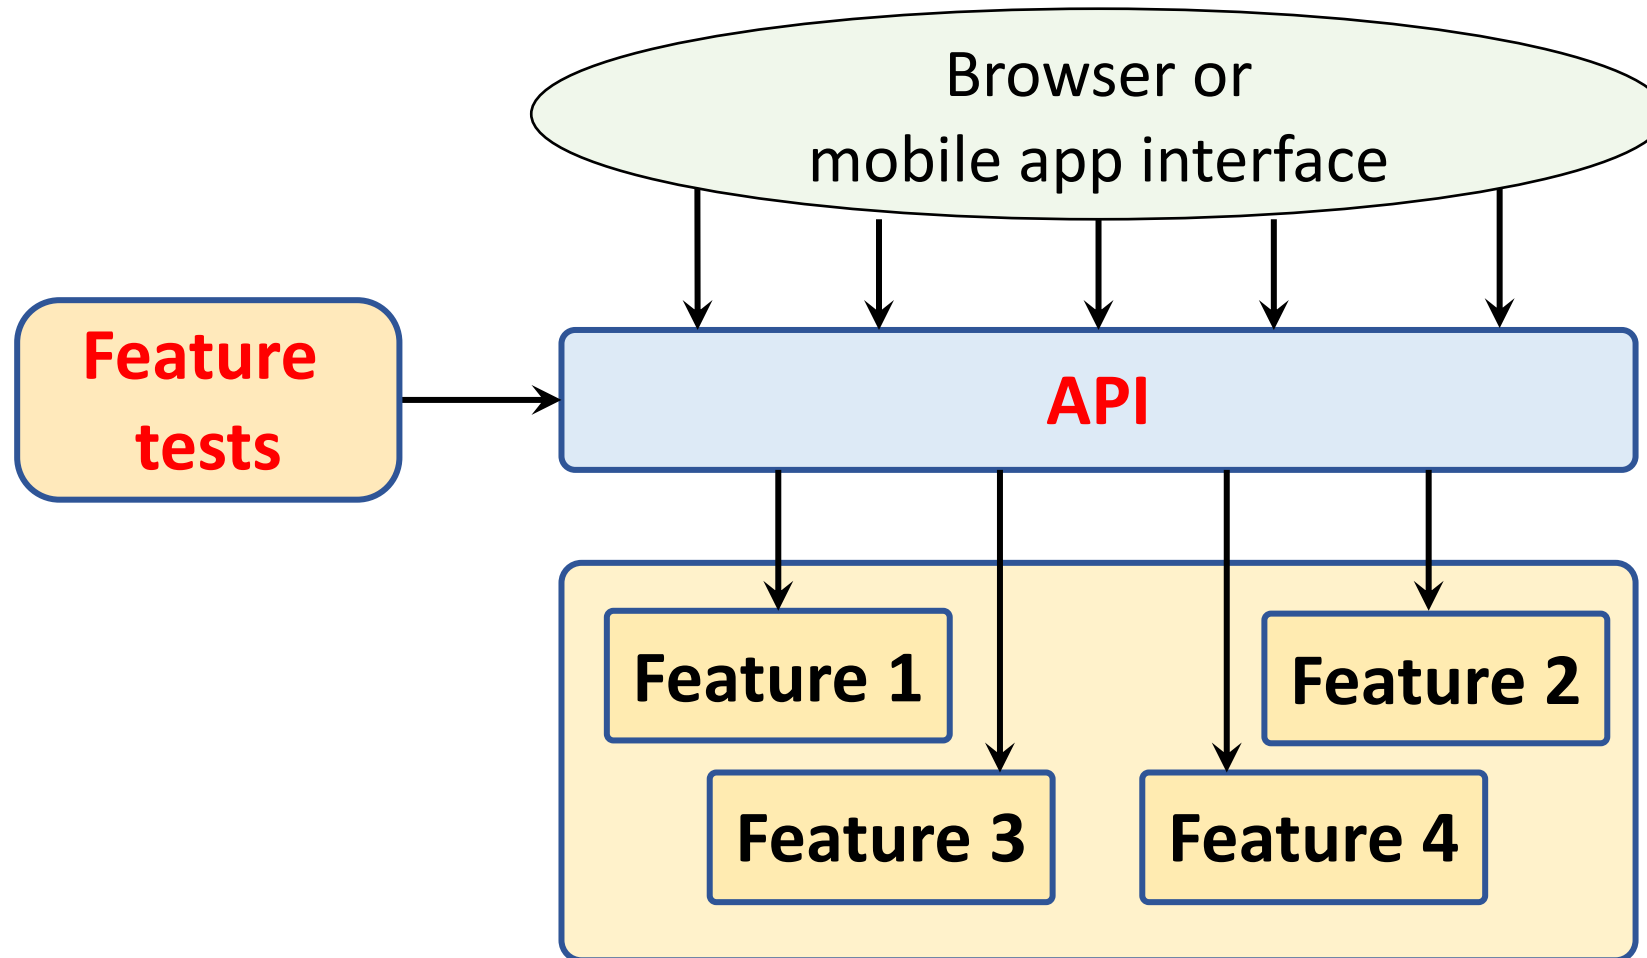 Browser or
mobile app interface
Feature
tests
API
Feature 1
Feature 2
Feature 3
Feature 4